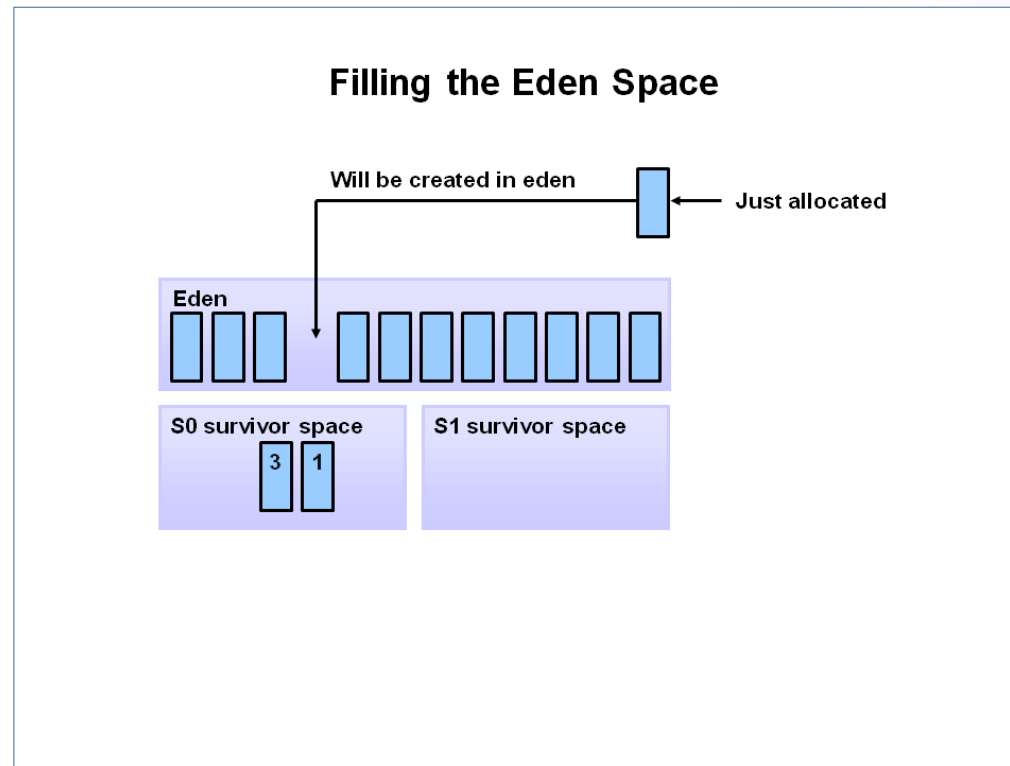 Filling the Eden Space
Will be created in eden
Just allocated
Eden
S0 survivor space
S1 survivor space
3 1